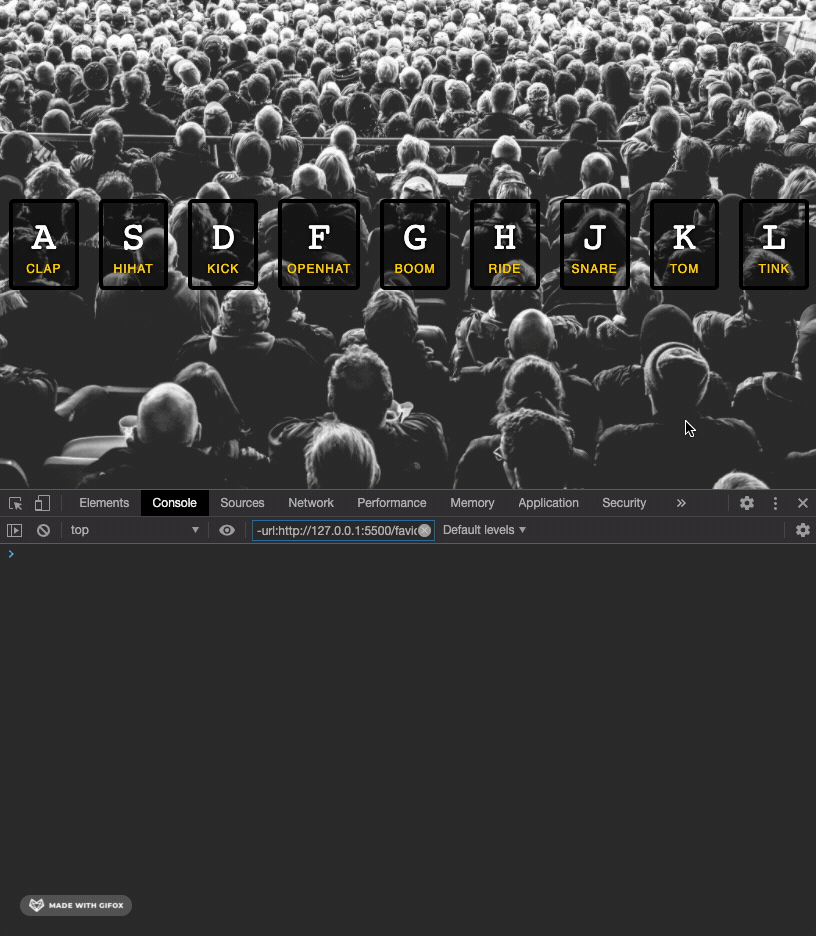 A S D F G H J K L
CLAP HIHAT KICK OPENHAT BOOM RIDE SNARE TOM TINK
Elements Console Sources Network Performance Memory Application Security »
top -url:http://127.0.0.1:5500/favic Default levels
MADE WITH GIFOX